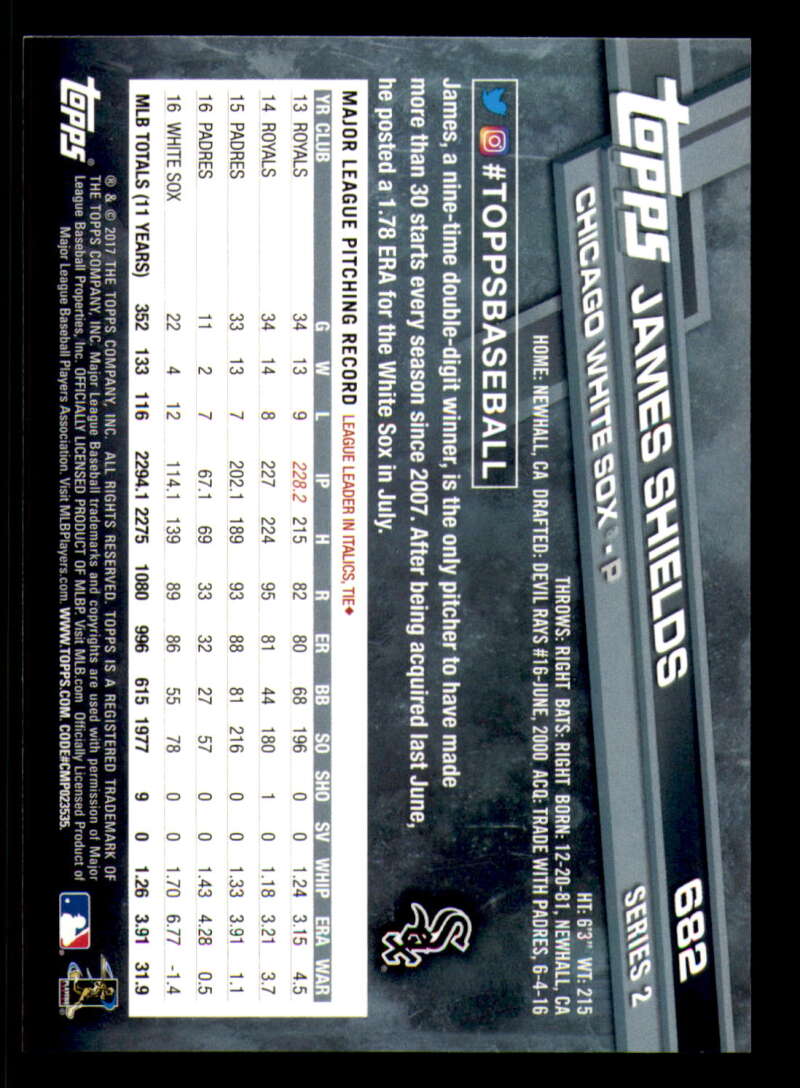 topps JAMES SHIELDS 682
CHICAGO WHITE SOX • P SERIES 2
HT: 6'3" WT: 215
THROWS: RIGHT BATS: RIGHT BORN: 12-20-81, NEWHALL, CA
HOME: NEWHALL, CA DRAFTED: DEVIL RAYS #16-JUNE, 2000 ACQ: TRADE WITH PADRES, 6-4-16
#TOPPSBASEBALL
James, a nine-time double-digit winner, is the only pitcher to have made
more than 30 starts every season since 2007. After being acquired last June,
he posted a 1.78 ERA for the White Sox in July.
Sox
MAJOR LEAGUE PITCHING RECORD LEAGUE LEADER IN ITALICS, TIE♦
YR CLUB G W L IP H R ER BB SO SHO SV WHIP ERA WAR
13 ROYALS 34 13 9 228.2 215 82 80 68 196 0 0 1.24 3.15 4.5
14 ROYALS 34 14 8 227 224 95 81 44 180 1 0 1.18 3.21 3.7
15 PADRES 33 13 7 202.1 189 93 88 81 216 0 0 1.33 3.91 1.1
16 PADRES 11 2 7 67.1 69 33 32 27 57 0 0 1.43 4.28 0.5
16 WHITE SOX 22 4 12 114.1 139 89 86 55 78 0 0 1.70 6.77 -1.4
MLB TOTALS (11 YEARS) 352 133 116 2294.1 2275 1080 996 615 1977 9 0 1.26 3.91 31.9
topps®
® & © 2017 THE TOPPS COMPANY, INC. ALL RIGHTS RESERVED. TOPPS IS A REGISTERED TRADEMARK OF
THE TOPPS COMPANY, INC. Major League Baseball trademarks and copyrights are used with permission of Major
League Baseball Properties, Inc. OFFICIALLY LICENSED PRODUCT OF MLBP Visit MLB.com Officially Licensed Product of
Major League Baseball Players Association. Visit MLBPlayers.com. WWW.TOPPS.COM. CODE#CMP023535.